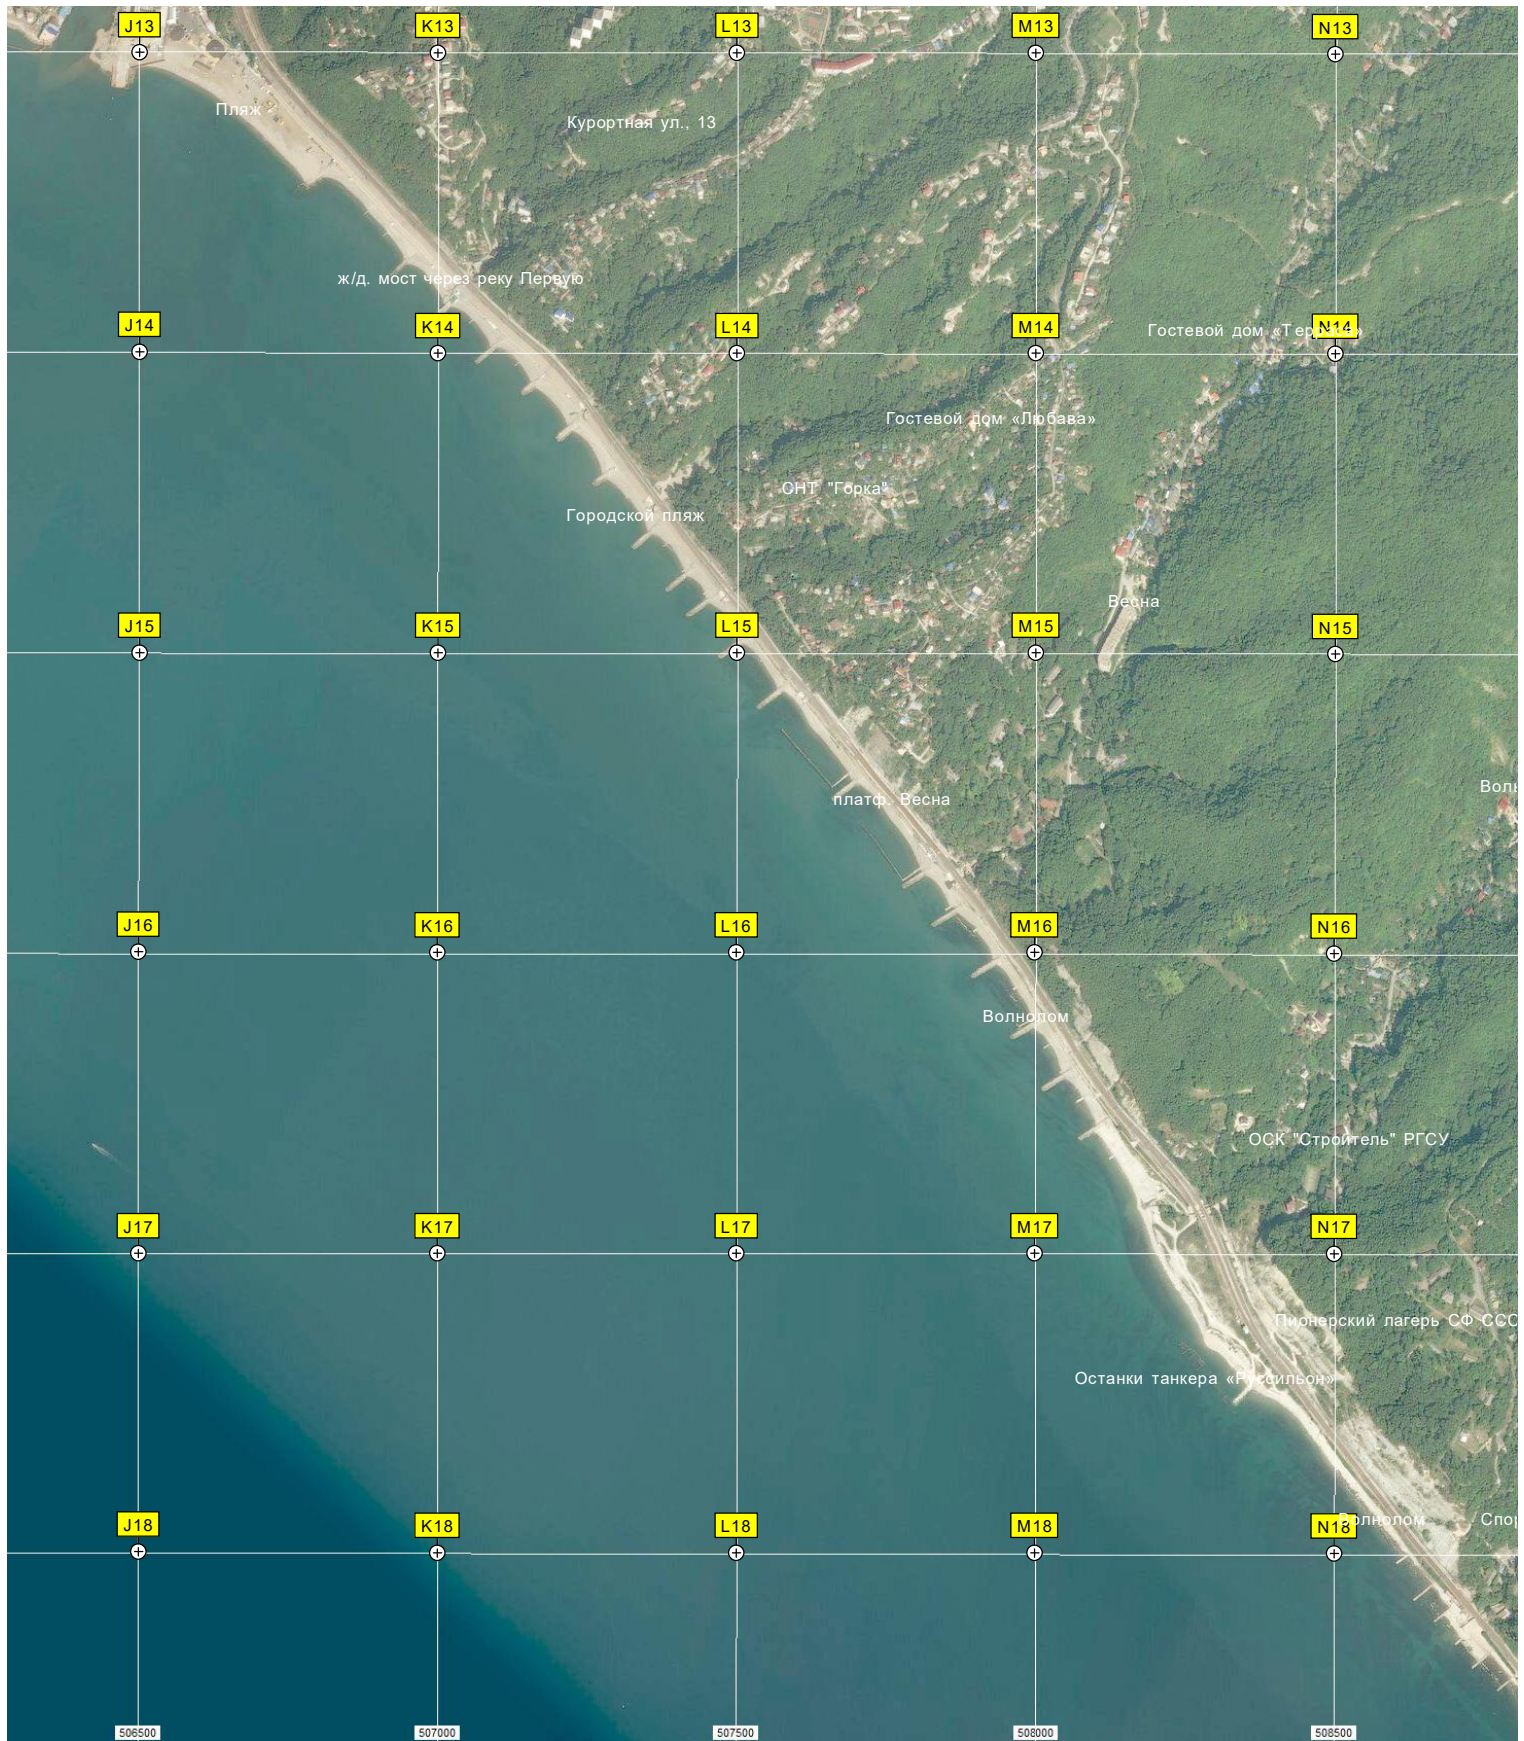 J13
K13
L13
M13
N13
Пляж
Курортная ул., 13
ж/д. мост через реку Первую
J14
K14
L14
M14
N14
Гостевой дом «Терраса»
Гостевой дом «Любава»
СНТ "Горка"
Городской пляж
Весна
J15
K15
L15
M15
N15
платф. Весна
J16
K16
L16
M16
N16
Волнолом
ОСК "Строитель" РГСУ
J17
K17
L17
M17
N17
Пионерский лагерь СФ ССС
Останки танкера «Руссильон»
J18
K18
L18
M18
N18
Волнолом
Спор
506500
507000
507500
508000
508500